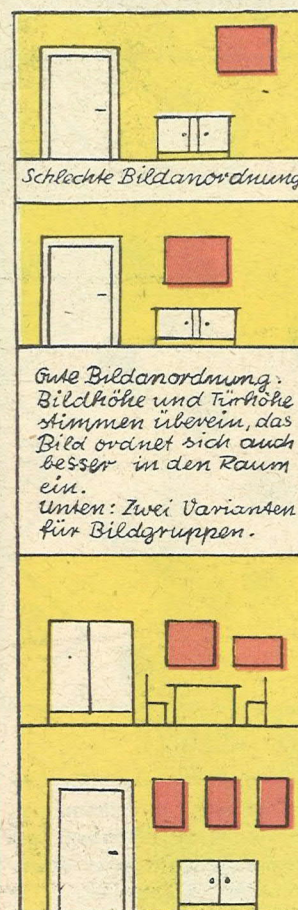 Schlechte Bildanordnung
Gute Bildanordnung:
Bildhöhe und Türhöhe
stimmen überein, das
Bild ordnet sich auch
besser in den Raum
ein.
Unten: Zwei Varianten
für Bildgruppen.